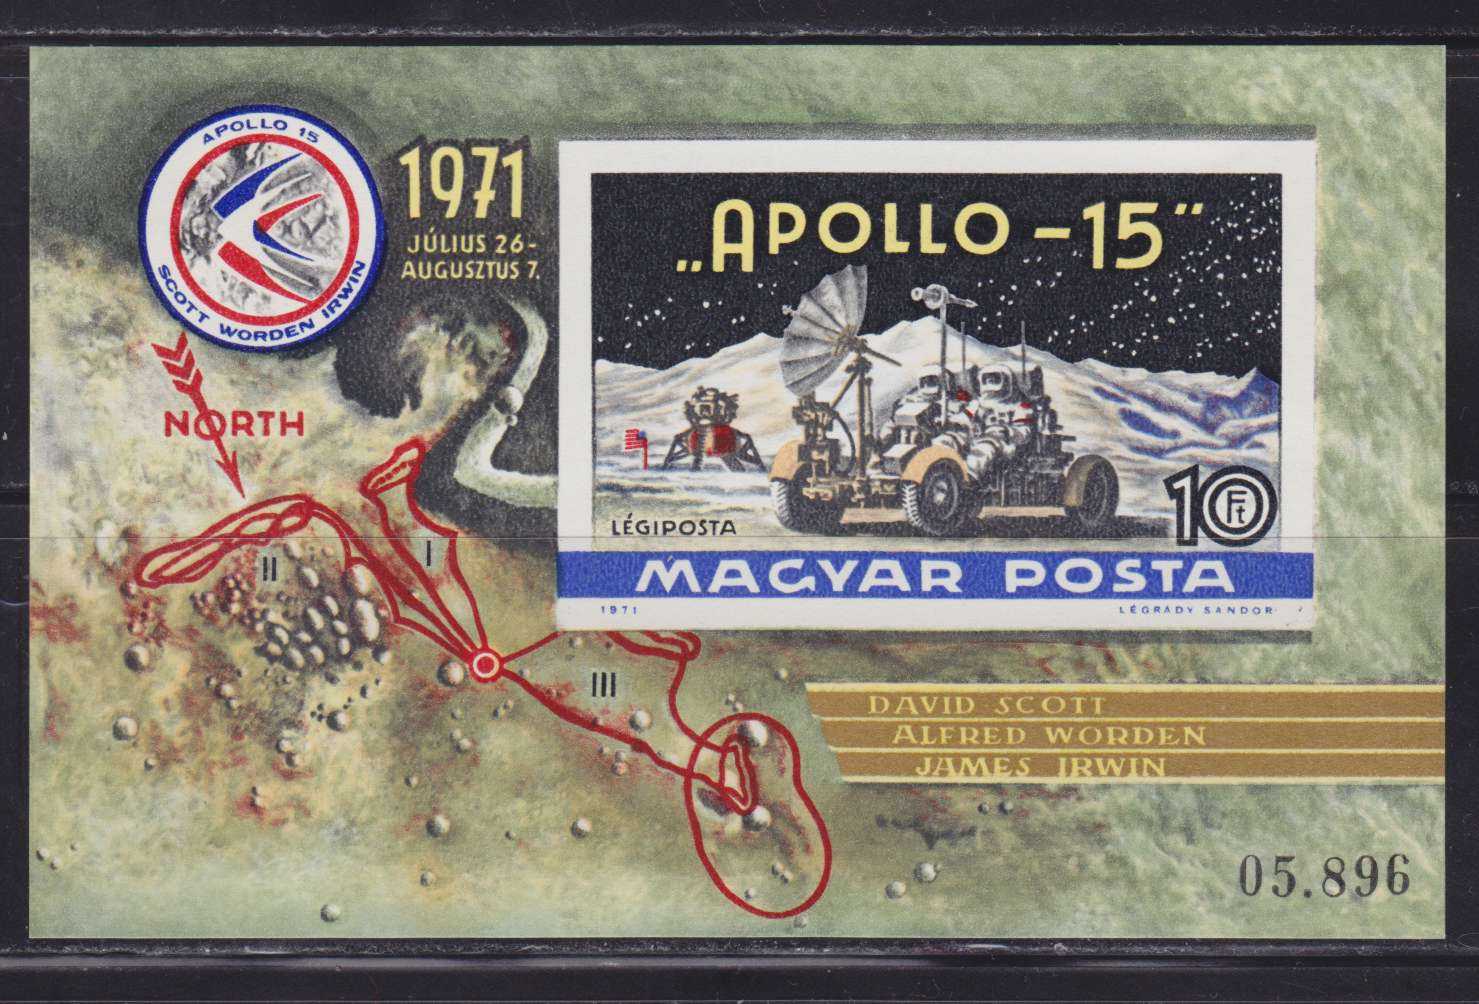 APOLLO 15
SCOTT WORDEN IRWIN
1971
JÚLIUS 26-
AUGUSZTUS 7.
NORTH
I
II
III
„APOLLO-15”
LÉGIPOSTA
10 Ft
MAGYAR POSTA
1971
LÉGRÁDY SÁNDOR
DAVID SCOTT
ALFRED WORDEN
JAMES IRWIN
05.896